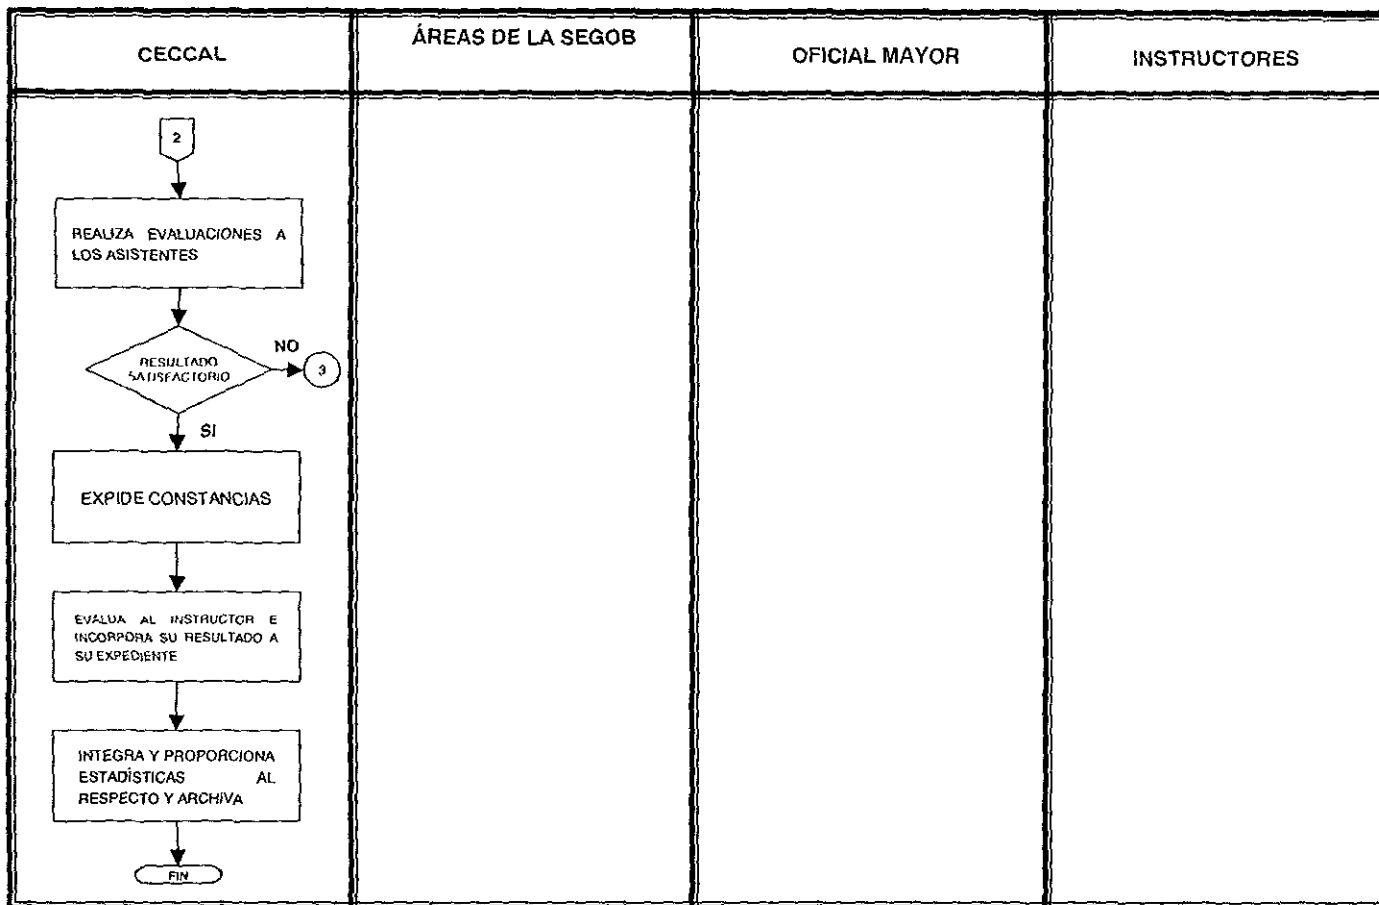 CECCAL
ÁREAS DE LA SEGOB
OFICIAL MAYOR
INSTRUCTORES
2
REALIZA EVALUACIONES A
LOS ASISTENTES
RESULTADO
SATISFACTORIO
NO
3
SI
EXPIDE CONSTANCIAS
EVALUA AL INSTRUCTOR E
INCORPORA SU RESULTADO A
SU EXPEDIENTE
INTEGRA Y PROPORCIONA
ESTADÍSTICAS AL
RESPECTO Y ARCHIVA
FIN